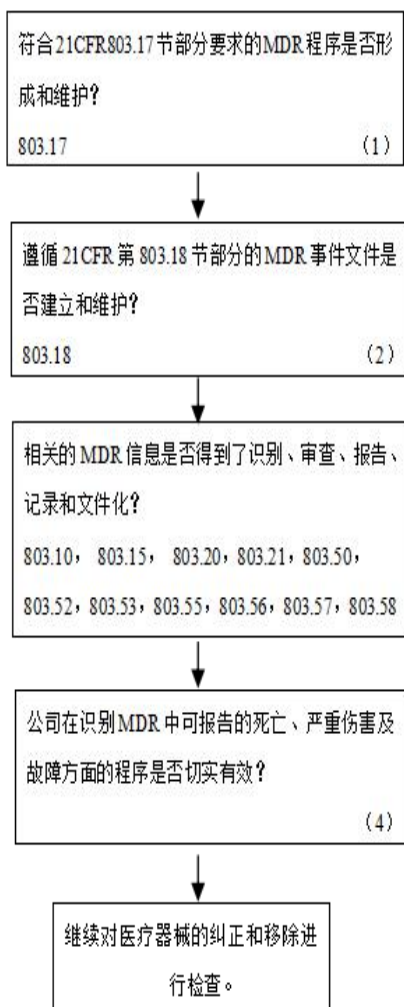 符合21CFR803.17节部分要求的MDR程序是否形
成和维护？
803.17 （1）
遵循21CFR第803.18节部分的MDR事件文件是
否建立和维护？
803.18 （2）
相关的MDR信息是否得到了识别、审查、报告、
记录和文件化？
803.10， 803.15， 803.20，803.21，803.50，
803.52，803.53，803.55，803.56，803.57，803.58
公司在识别MDR中可报告的死亡、严重伤害及
故障方面的程序是否切实有效？
（4）
继续对医疗器械的纠正和移除进
行检查。